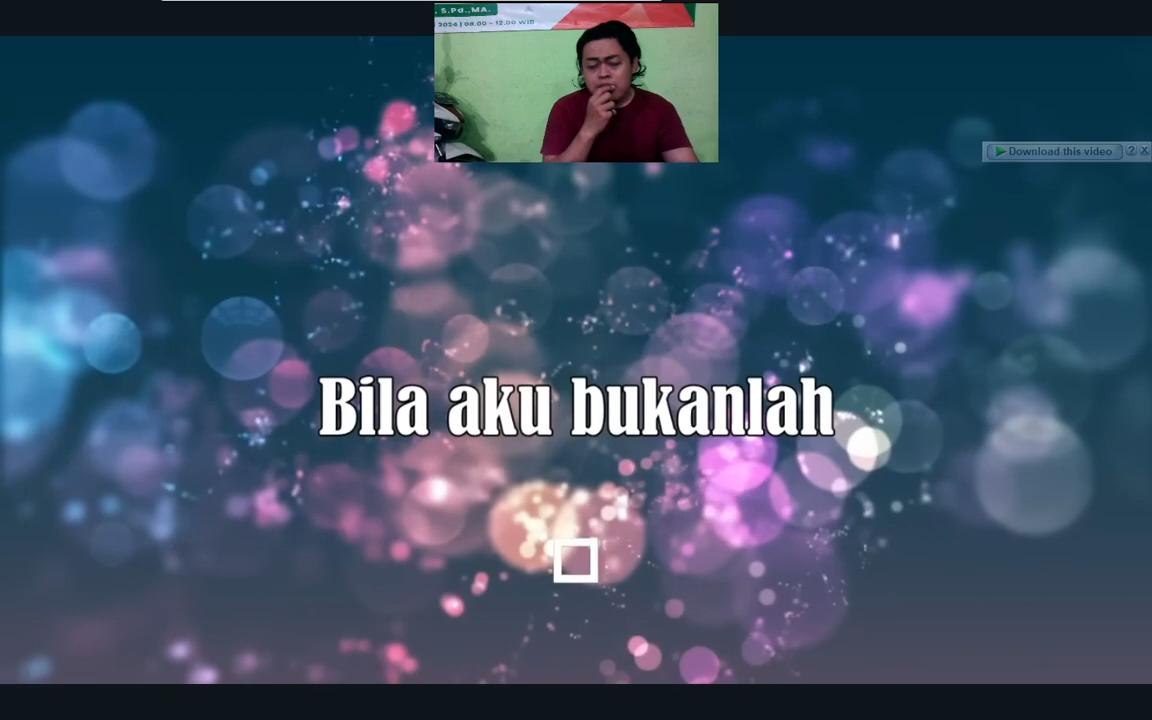 , S.Pd.,MA.
2024 | 08.00 - 12.00 WIB
Download this video ? X
Bila aku bukanlah